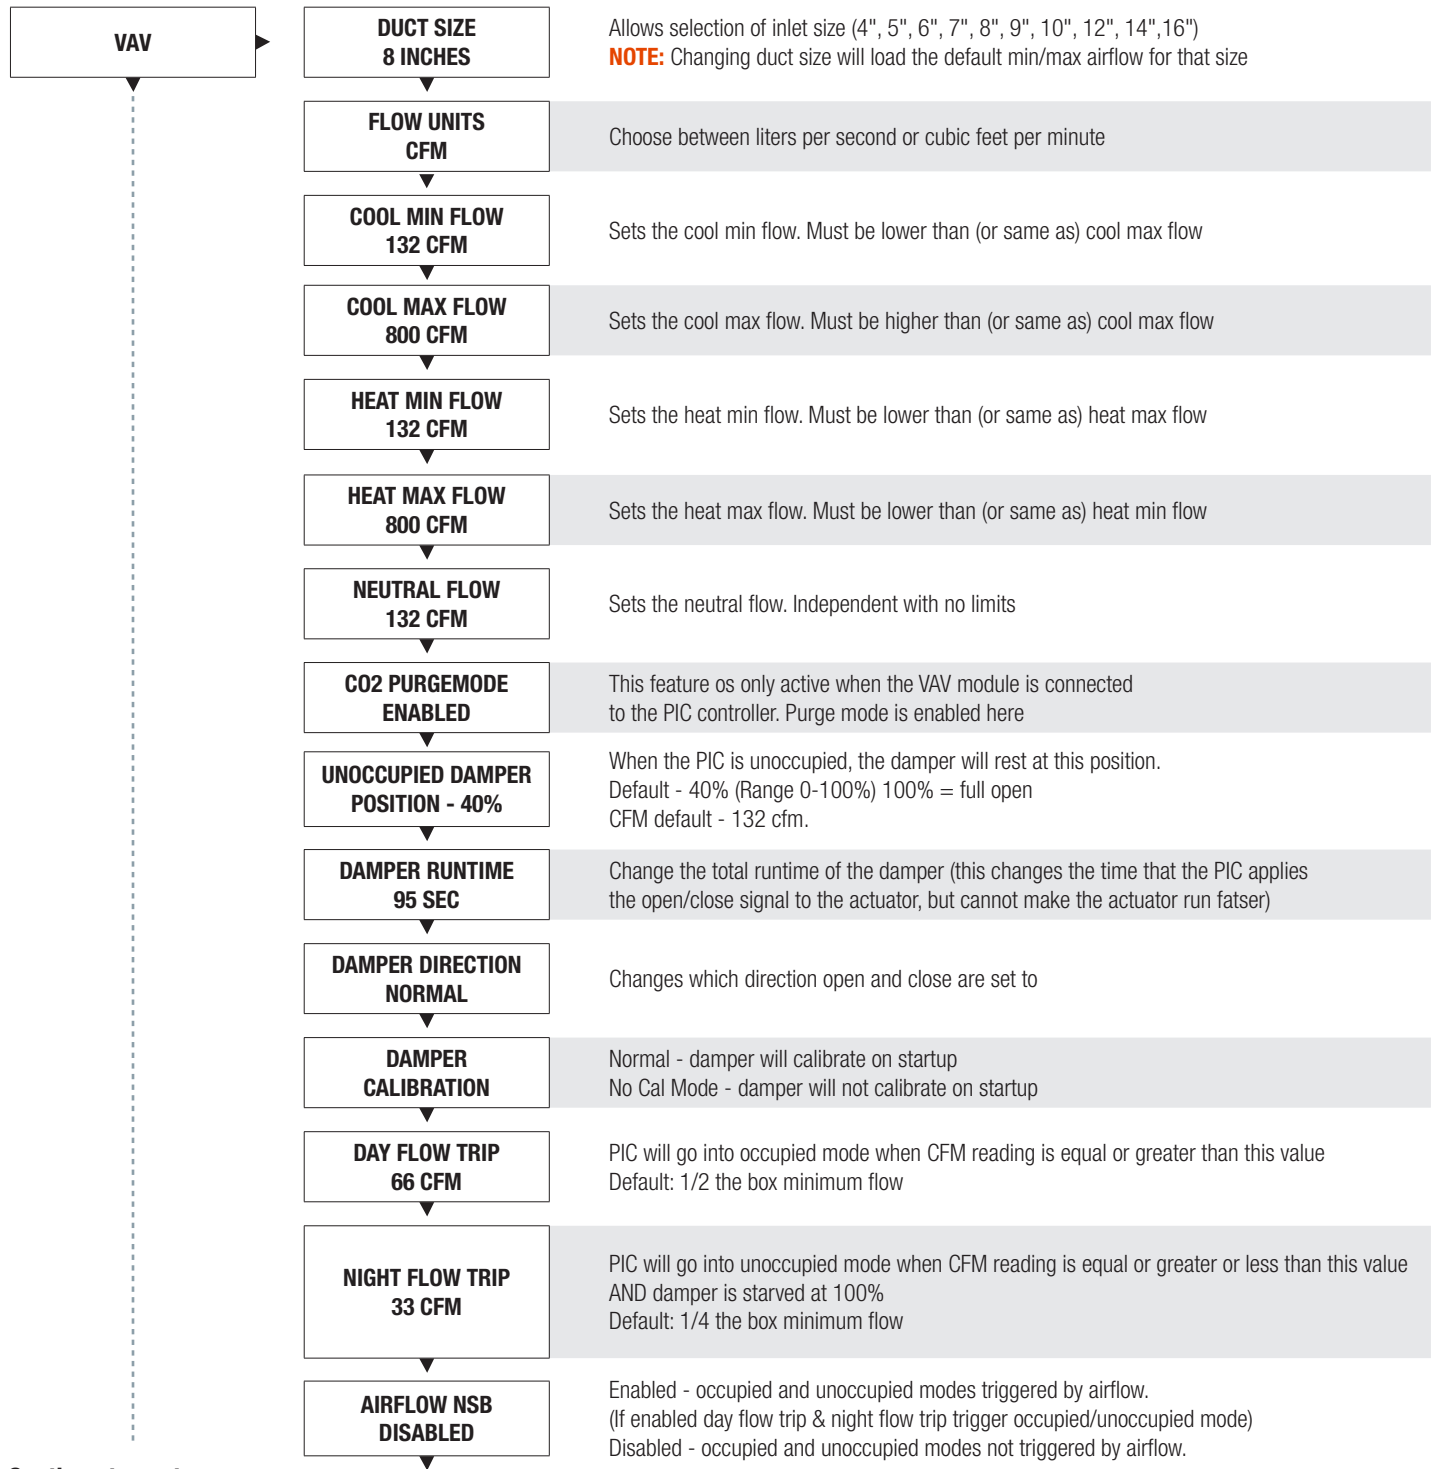 VAV
DUCT SIZE
8 INCHES
Allows selection of inlet size (4", 5", 6", 7", 8", 9", 10", 12", 14",16")
NOTE: Changing duct size will load the default min/max airflow for that size
FLOW UNITS
CFM
Choose between liters per second or cubic feet per minute
COOL MIN FLOW
132 CFM
Sets the cool min flow. Must be lower than (or same as) cool max flow
COOL MAX FLOW
800 CFM
Sets the cool max flow. Must be higher than (or same as) cool max flow
HEAT MIN FLOW
132 CFM
Sets the heat min flow. Must be lower than (or same as) heat max flow
HEAT MAX FLOW
800 CFM
Sets the heat max flow. Must be lower than (or same as) heat min flow
NEUTRAL FLOW
132 CFM
Sets the neutral flow. Independent with no limits
CO2 PURGEMODE
ENABLED
This feature os only active when the VAV module is connected
to the PIC controller. Purge mode is enabled here
UNOCCUPIED DAMPER
POSITION - 40%
When the PIC is unoccupied, the damper will rest at this position.
Default - 40% (Range 0-100%) 100% = full open
CFM default - 132 cfm.
DAMPER RUNTIME
95 SEC
Change the total runtime of the damper (this changes the time that the PIC applies
the open/close signal to the actuator, but cannot make the actuator run fatser)
DAMPER DIRECTION
NORMAL
Changes which direction open and close are set to
DAMPER
CALIBRATION
Normal - damper will calibrate on startup
No Cal Mode - damper will not calibrate on startup
DAY FLOW TRIP
66 CFM
PIC will go into occupied mode when CFM reading is equal or greater than this value
Default: 1/2 the box minimum flow
NIGHT FLOW TRIP
33 CFM
PIC will go into unoccupied mode when CFM reading is equal or greater or less than this value
AND damper is starved at 100%
Default: 1/4 the box minimum flow
AIRFLOW NSB
DISABLED
Enabled - occupied and unoccupied modes triggered by airflow.
(If enabled day flow trip & night flow trip trigger occupied/unoccupied mode)
Disabled - occupied and unoccupied modes not triggered by airflow.